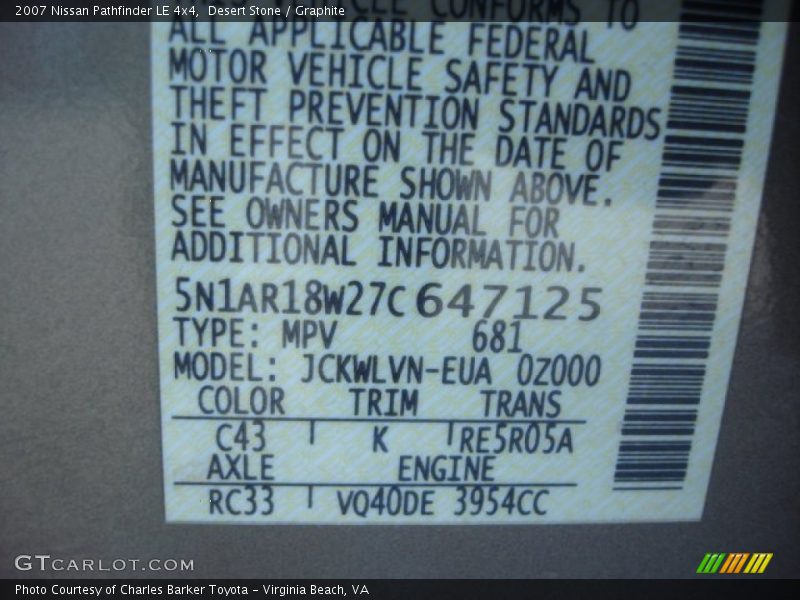 2007 Nissan Pathfinder LE 4x4, Desert Stone / Graphite
CONFORMS TO
ALL APPLICABLE FEDERAL
MOTOR VEHICLE SAFETY AND
THEFT PREVENTION STANDARDS
IN EFFECT ON THE DATE OF
MANUFACTURE SHOWN ABOVE.
SEE OWNERS MANUAL FOR
ADDITIONAL INFORMATION.
5N1AR18W27C647125
TYPE: MPV 681
MODEL: JCKWLVN-EUA 0Z000
COLOR TRIM TRANS
C43 K RE5R05A
AXLE ENGINE
RC33 VQ40DE 3954CC
GTCARLOT.COM
Photo Courtesy of Charles Barker Toyota - Virginia Beach, VA